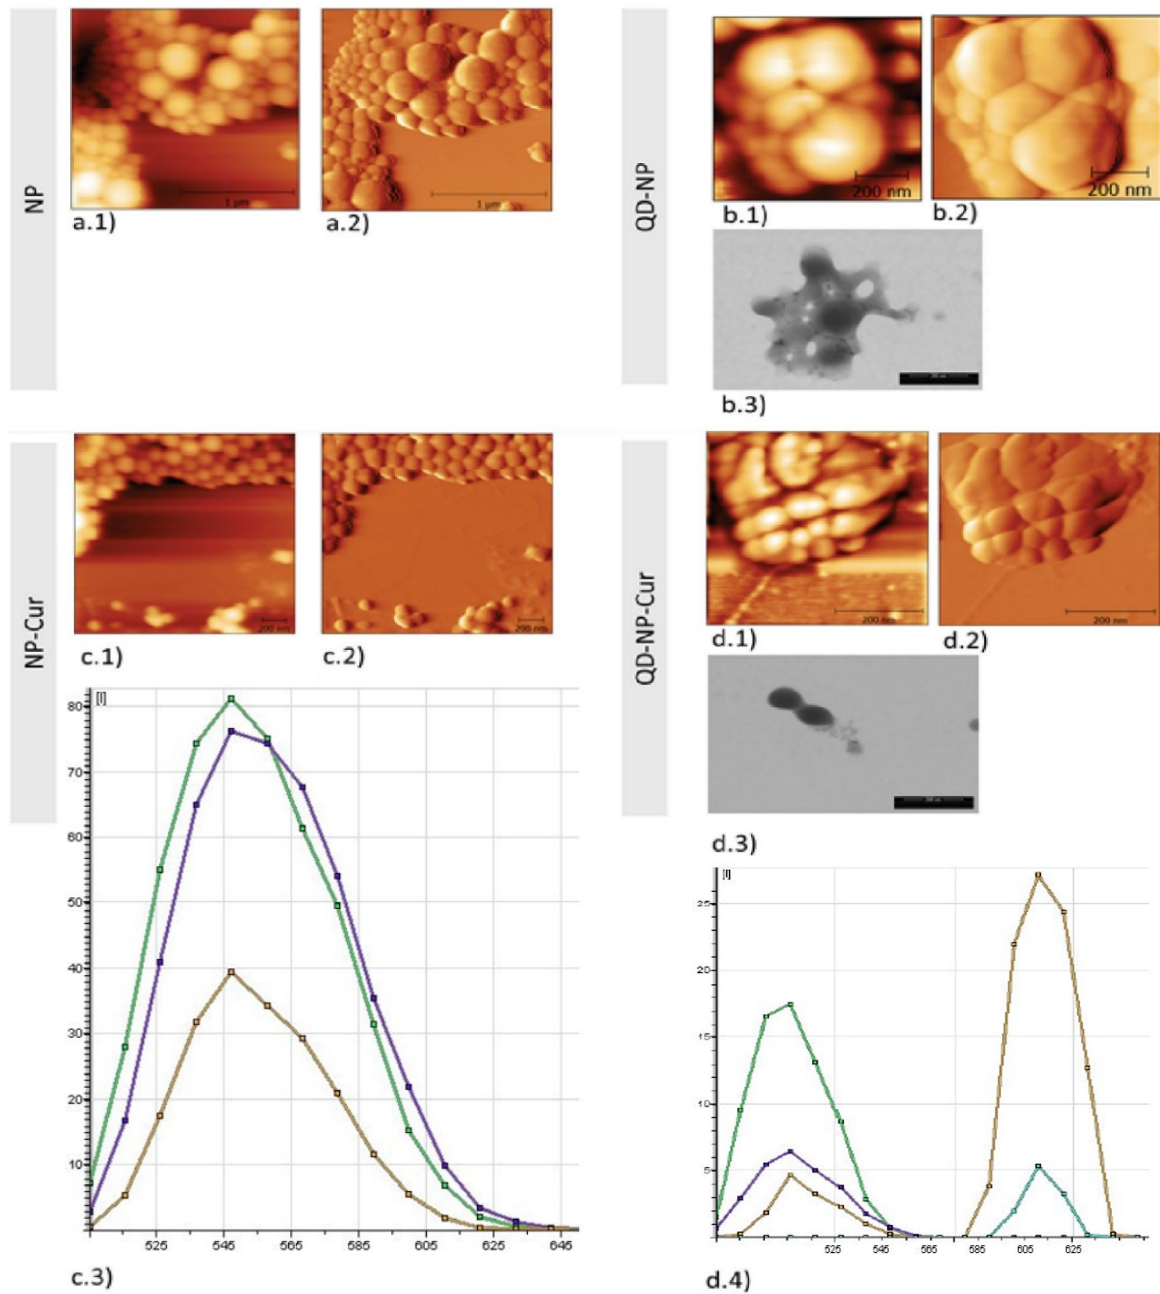 NP
1 µm
a.1)
1 µm
a.2)
QD-NP
200 nm
b.1)
200 nm
b.2)
b.3)
NP-Cur
200 nm
c.1)
200 nm
c.2)
QD-NP-Cur
200 nm
d.1)
200 nm
d.2)
d.3)
[I]
80
70
60
50
40
30
20
10
525 545 565 585 605 625 645
c.3)
[I]
25
20
15
10
5
525 545 565 585 605 625
d.4)